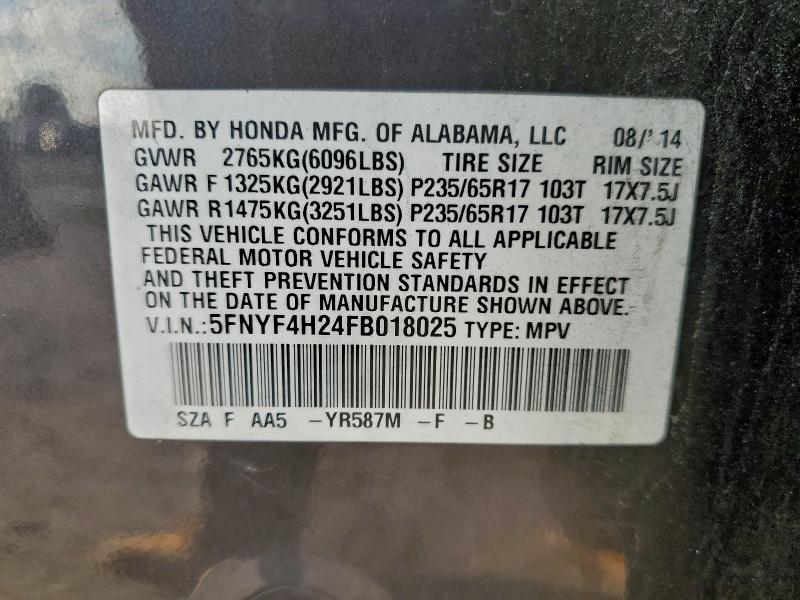 MFD. BY HONDA MFG. OF ALABAMA, LLC 08/'14
GVWR 2765KG(6096LBS) TIRE SIZE RIM SIZE
GAWR F 1325KG(2921LBS) P235/65R17 103T 17X7.5J
GAWR R 1475KG(3251LBS) P235/65R17 103T 17X7.5J
THIS VEHICLE CONFORMS TO ALL APPLICABLE
FEDERAL MOTOR VEHICLE SAFETY
AND THEFT PREVENTION STANDARDS IN EFFECT
ON THE DATE OF MANUFACTURE SHOWN ABOVE.
V.I.N.:5FNYF4H24FB018025 TYPE: MPV
SZA F AA5 -YR587M -F -B